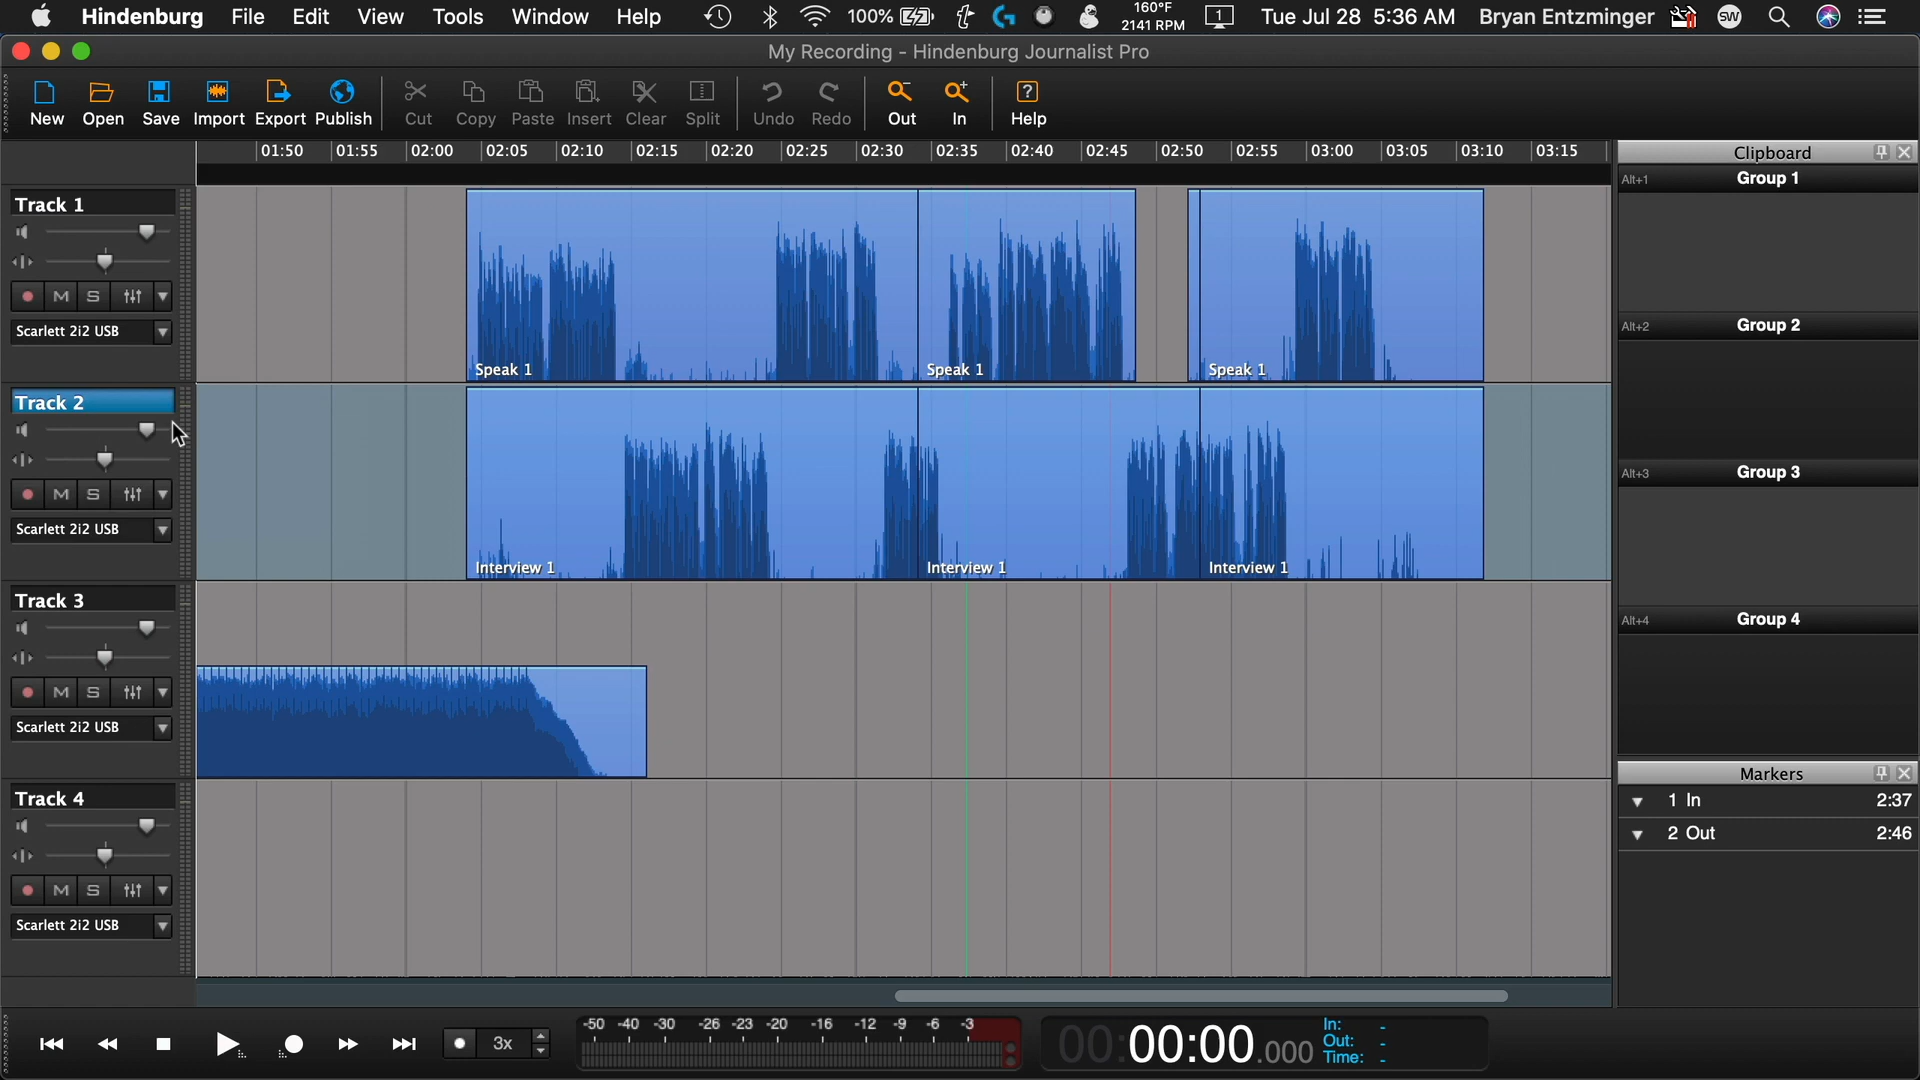 Hindenburg File Edit View Tools Window Help 100% 160°F 2141 RPM 1 Tue Jul 28 5:36 AM Bryan Entzminger SW
My Recording - Hindenburg Journalist Pro
New Open Save Import Export Publish Cut Copy Paste Insert Clear Split Undo Redo Out In ? Help
01:50 01:55 02:00 02:05 02:10 02:15 02:20 02:25 02:30 02:35 02:40 02:45 02:50 02:55 03:00 03:05 03:10 03:15
Clipboard
Alt+1 Group 1
Track 1
M S
Scarlett 2i2 USB
Speak 1 Speak 1 Speak 1
Alt+2 Group 2
Track 2
M S
Scarlett 2i2 USB
Interview 1 Interview 1 Interview 1
Alt+3 Group 3
Track 3
M S
Scarlett 2i2 USB
Alt+4 Group 4
Track 4
M S
Scarlett 2i2 USB
Markers
1 In 2:37
2 Out 2:46
3x
-50 -40 -30 -26 -23 -20 -16 -12 -9 -6 -3
00:00:00.000
In: -
Out: -
Time: -